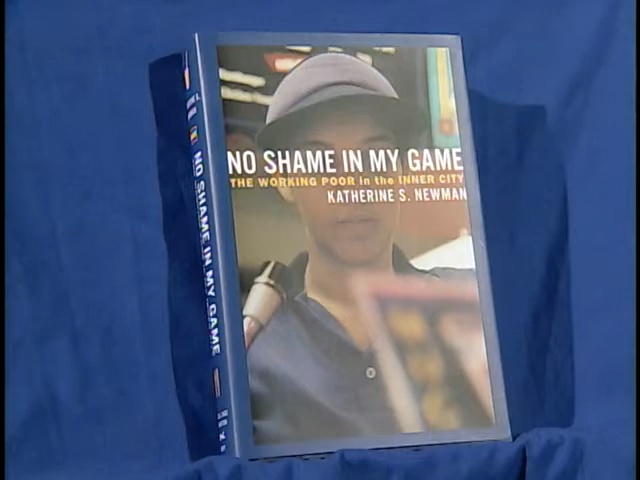 NO SHAME IN MY GAME
THE WORKING POOR in the INNER CITY
KATHERINE S. NEWMAN
NO SHAME IN MY GAME